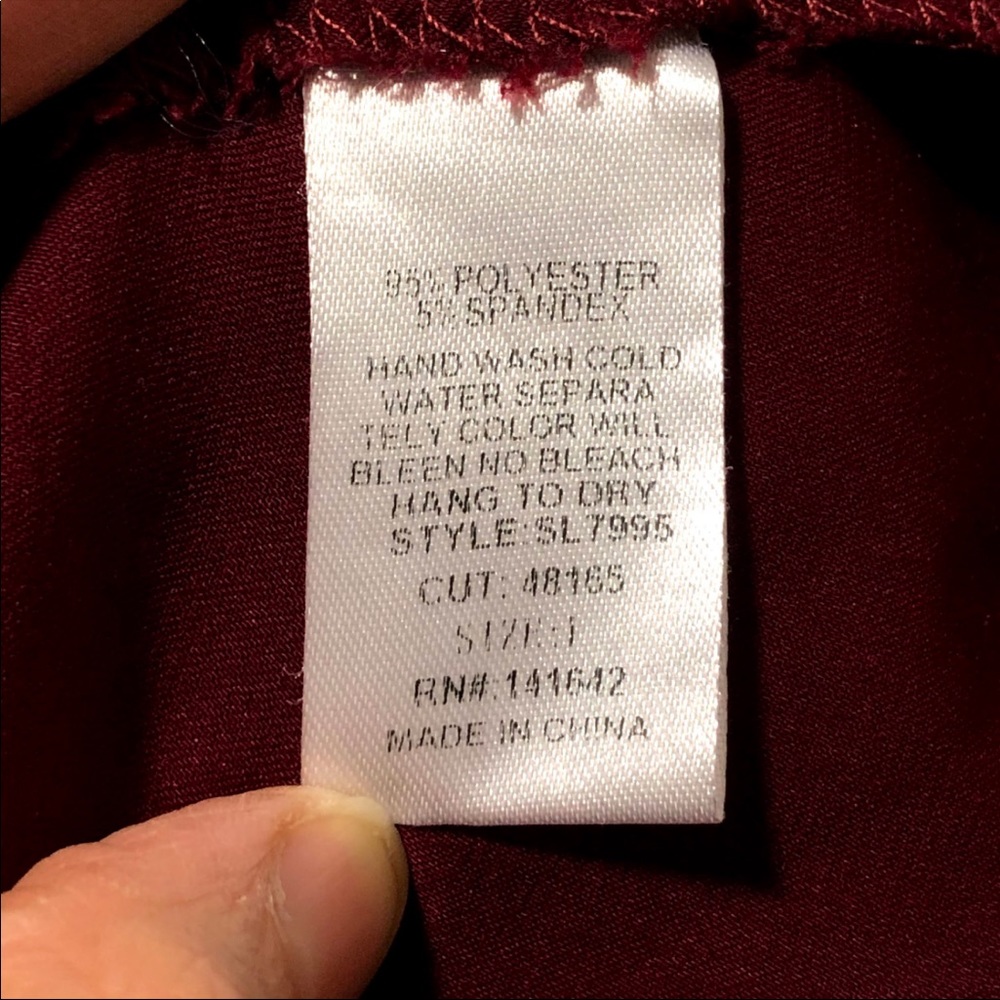 95% POLYESTER
5% SPANDEX
HAND WASH COLD
WATER SEPARA
TELY COLOR WILL
BLEEN NO BLEACH
HANG TO DRY
STYLE:SL7995
CUT: 48165
SIZE:
RN#:141642
MADE IN CHINA